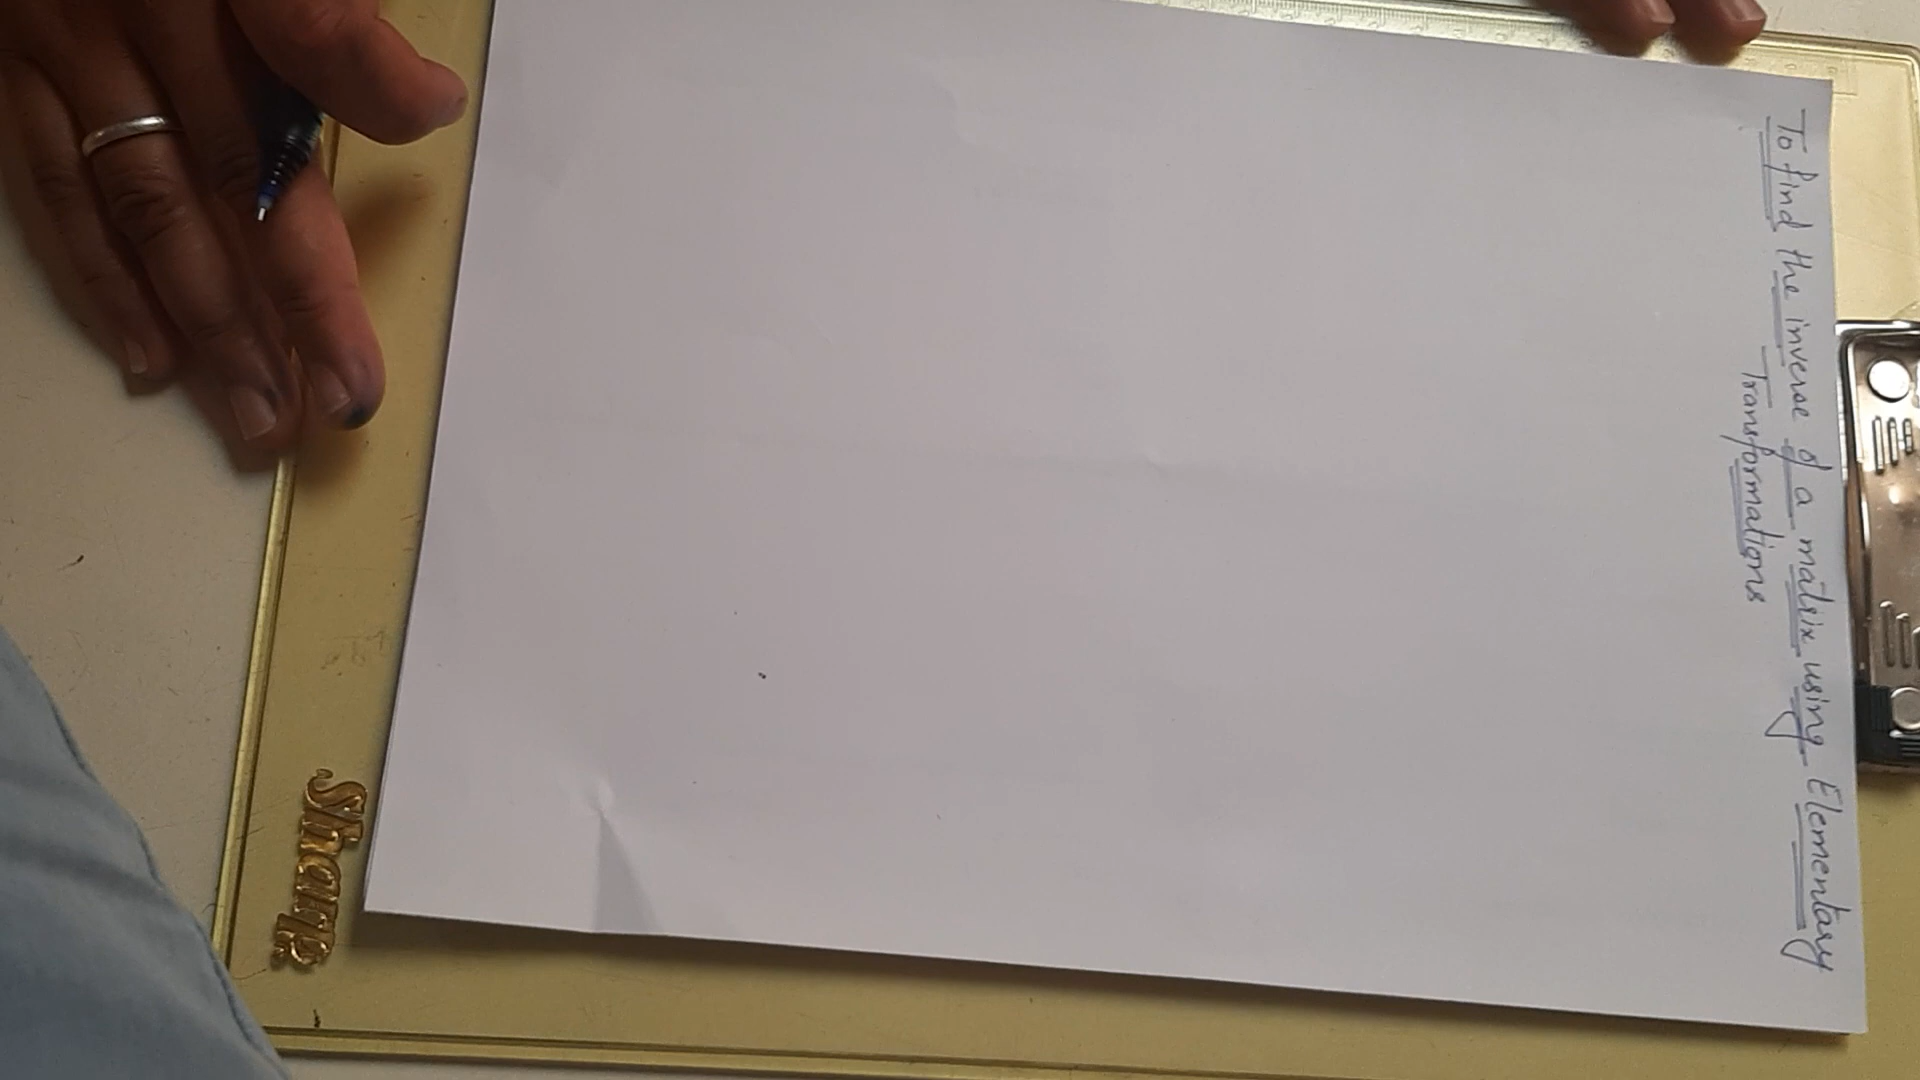 To find the inverse of a matrix using Elementary
Transformations
Sharp